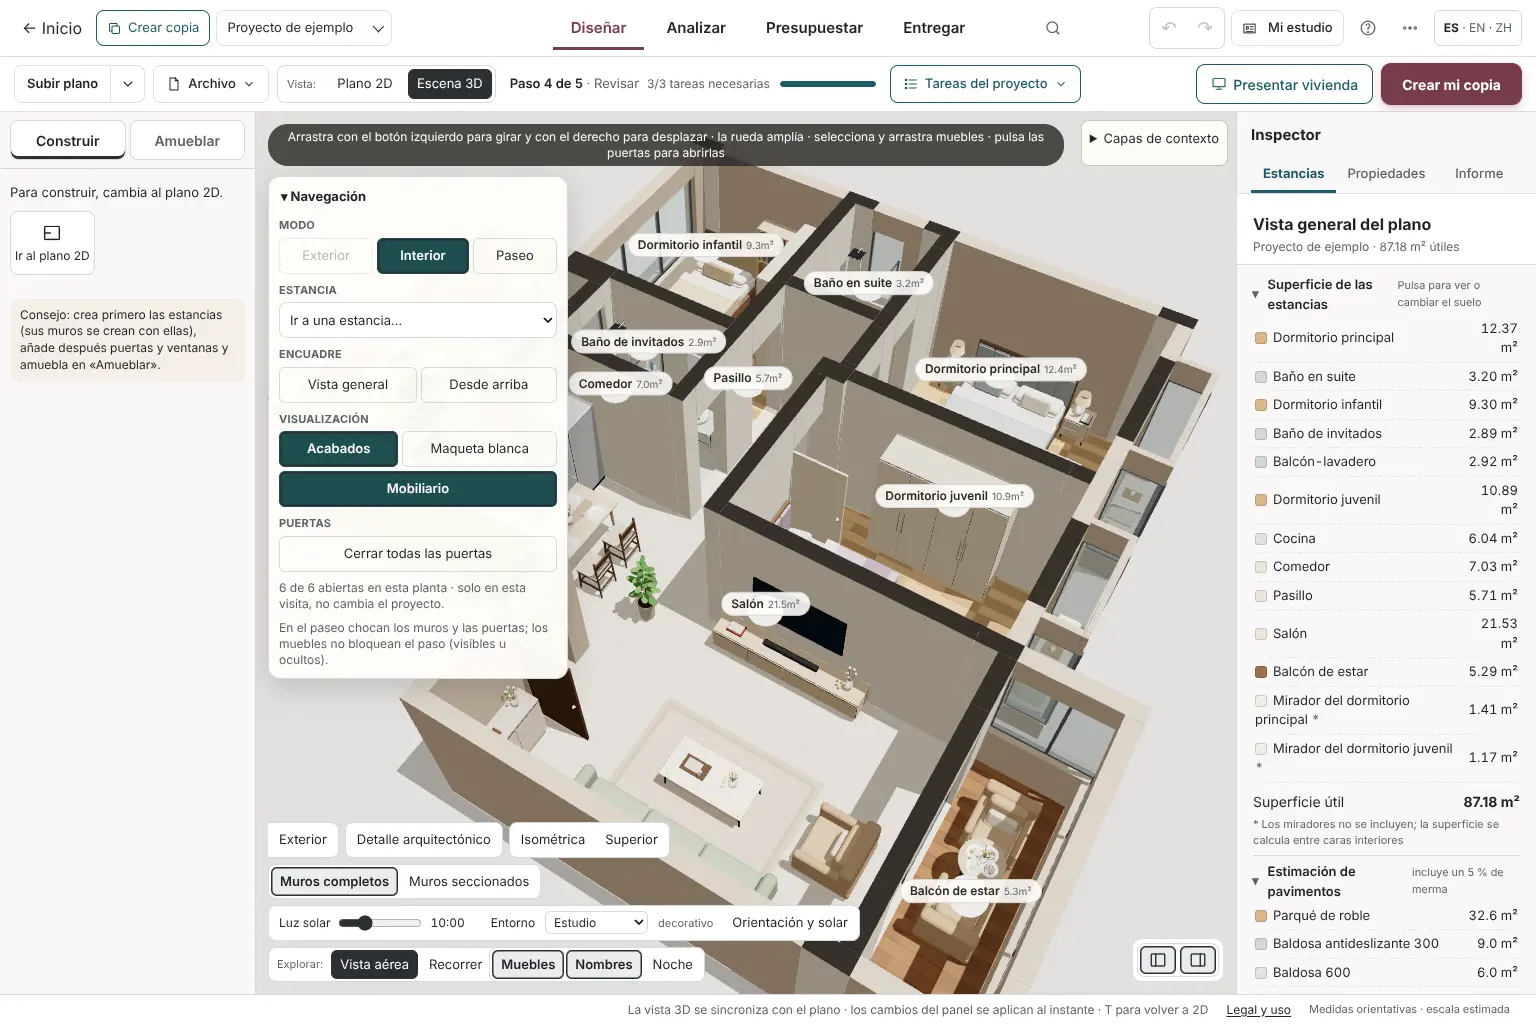 Inicio
Crear copia
Proyecto de ejemplo
Diseñar
Analizar
Presupuestar
Entregar
Mi estudio
ES · EN · ZH
Subir plano
Archivo
Vista:
Plano 2D
Escena 3D
Paso 4 de 5 · Revisar 3/3 tareas necesarias
Tareas del proyecto
Presentar vivienda
Crear mi copia
Construir
Amueblar
Para construir, cambia al plano 2D.
Ir al plano 2D
Consejo: crea primero las estancias
(sus muros se crean con ellas),
añade después puertas y ventanas y
amuebla en «Amueblar».
Arrastra con el botón izquierdo para girar y con el derecho para desplazar · la rueda amplía · selecciona y arrastra muebles · pulsa las
puertas para abrirlas
Capas de contexto
Navegación
MODO
Exterior
Interior
Paseo
ESTANCIA
Ir a una estancia...
ENCUADRE
Vista general
Desde arriba
VISUALIZACIÓN
Acabados
Maqueta blanca
Mobiliario
PUERTAS
Cerrar todas las puertas
6 de 6 abiertas en esta planta · solo en esta
visita, no cambia el proyecto.
En el paseo chocan los muros y las puertas; los
muebles no bloquean el paso (visibles u
ocultos).
Dormitorio infantil 9.3m²
Baño en suite 3.2m²
Baño de invitados 2.9m²
Comedor 7.0m²
Pasillo 5.7m²
Dormitorio principal 12.4m²
Dormitorio juvenil 10.9m²
Salón 21.5m²
Balcón de estar 5.3m²
Exterior
Detalle arquitectónico
Isométrica
Superior
Muros completos
Muros seccionados
Luz solar
10:00
Entorno
Estudio
decorativo
Orientación y solar
Explorar:
Vista aérea
Recorrer
Muebles
Nombres
Noche
Inspector
Estancias
Propiedades
Informe
Vista general del plano
Proyecto de ejemplo · 87.18 m² útiles
Superficie de las
estancias
Pulsa para ver o
cambiar el suelo
Dormitorio principal 12.37
m²
Baño en suite 3.20 m²
Dormitorio infantil 9.30 m²
Baño de invitados 2.89 m²
Balcón-lavadero 2.92 m²
Dormitorio juvenil 10.89
m²
Cocina 6.04 m²
Comedor 7.03 m²
Pasillo 5.71 m²
Salón 21.53
m²
Balcón de estar 5.29 m²
Mirador del dormitorio
principal * 1.41 m²
Mirador del dormitorio juvenil
* 1.17 m²
Superficie útil 87.18 m²
* Los miradores no se incluyen; la superficie se
calcula entre caras interiores
Estimación de
pavimentos
incluye un 5 % de
merma
Parqué de roble 32.6 m²
Baldosa antideslizante 300 9.0 m²
Baldosa 600 6.0 m²
La vista 3D se sincroniza con el plano · los cambios del panel se aplican al instante · T para volver a 2D
Legal y uso
Medidas orientativas · escala estimada